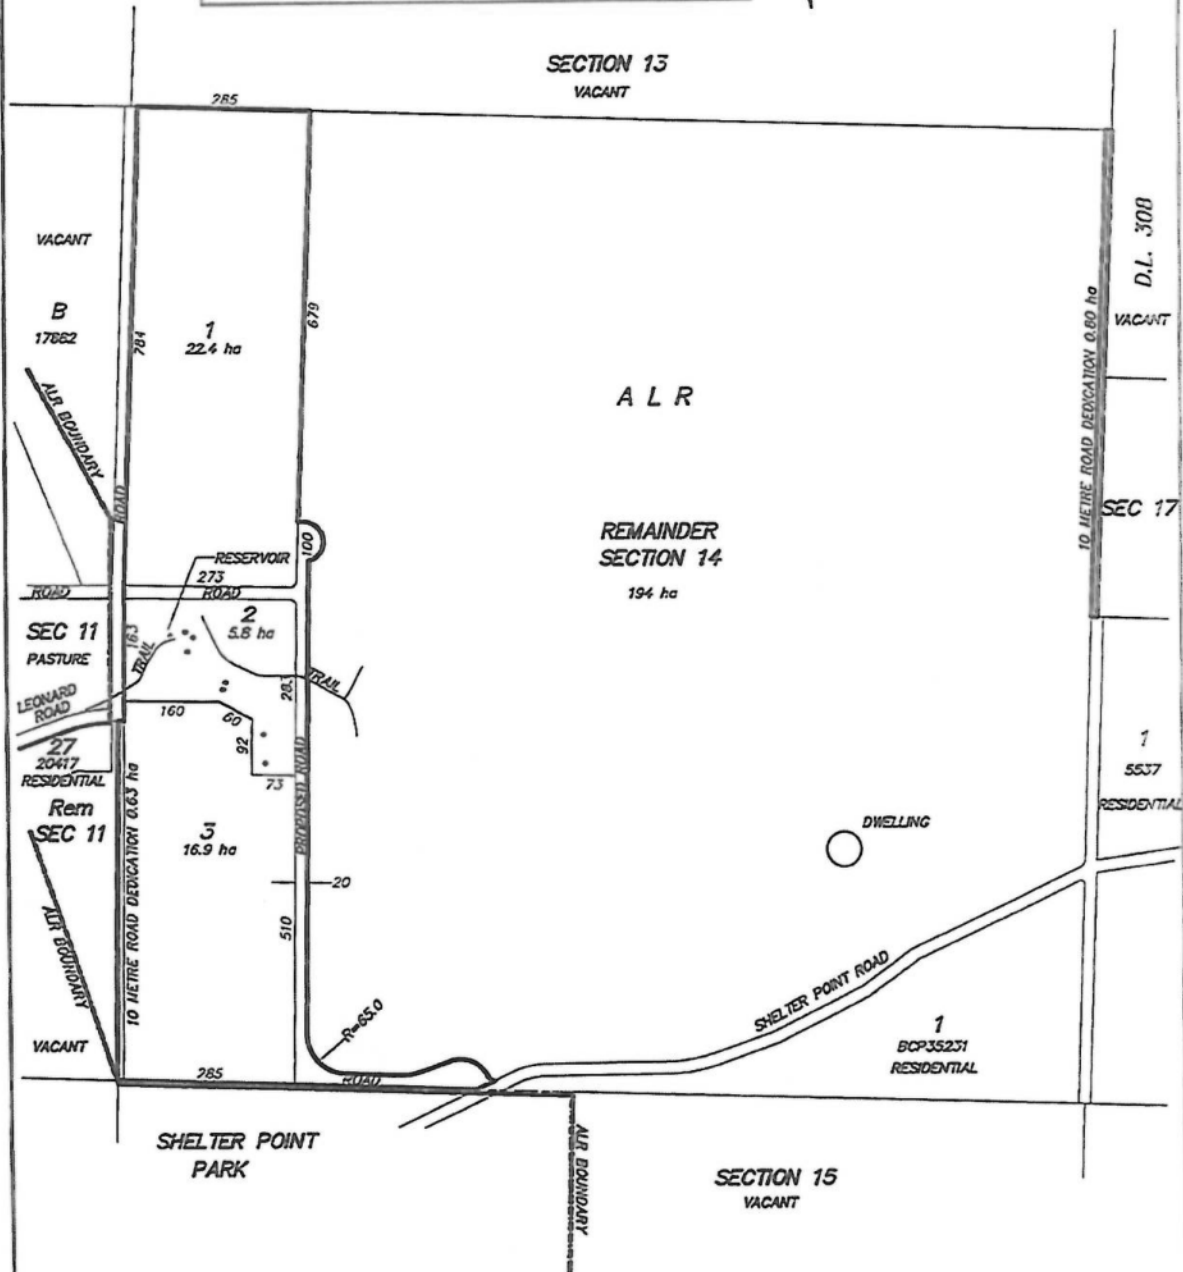 SECTION 13
VACANT
285
VACANT
B
17862
784
1
22.4 ha
679
A L R
D.L. 308
VACANT
10 METRE ROAD DEDICATION 0.80 ha
ALR BOUNDARY
ROAD
SEC 17
REMAINDER
SECTION 14
194 ha
100
RESERVOIR
273
ROAD
ROAD
SEC 11
PASTURE
163
TRAIL
2
5.8 ha
TRAIL
LEONARD
ROAD
160
60
92
73
27
20417
RESIDENTIAL
Rem
SEC 11
10 METRE ROAD DEDICATION 0.63 ha
3
16.9 ha
PROPOSED ROAD
20
510
1
5537
RESIDENTIAL
DWELLING
ALR BOUNDARY
VACANT
R=65.0
SHELTER POINT ROAD
1
BCP35231
RESIDENTIAL
285
ROAD
SHELTER POINT
PARK
ALR BOUNDARY
SECTION 15
VACANT